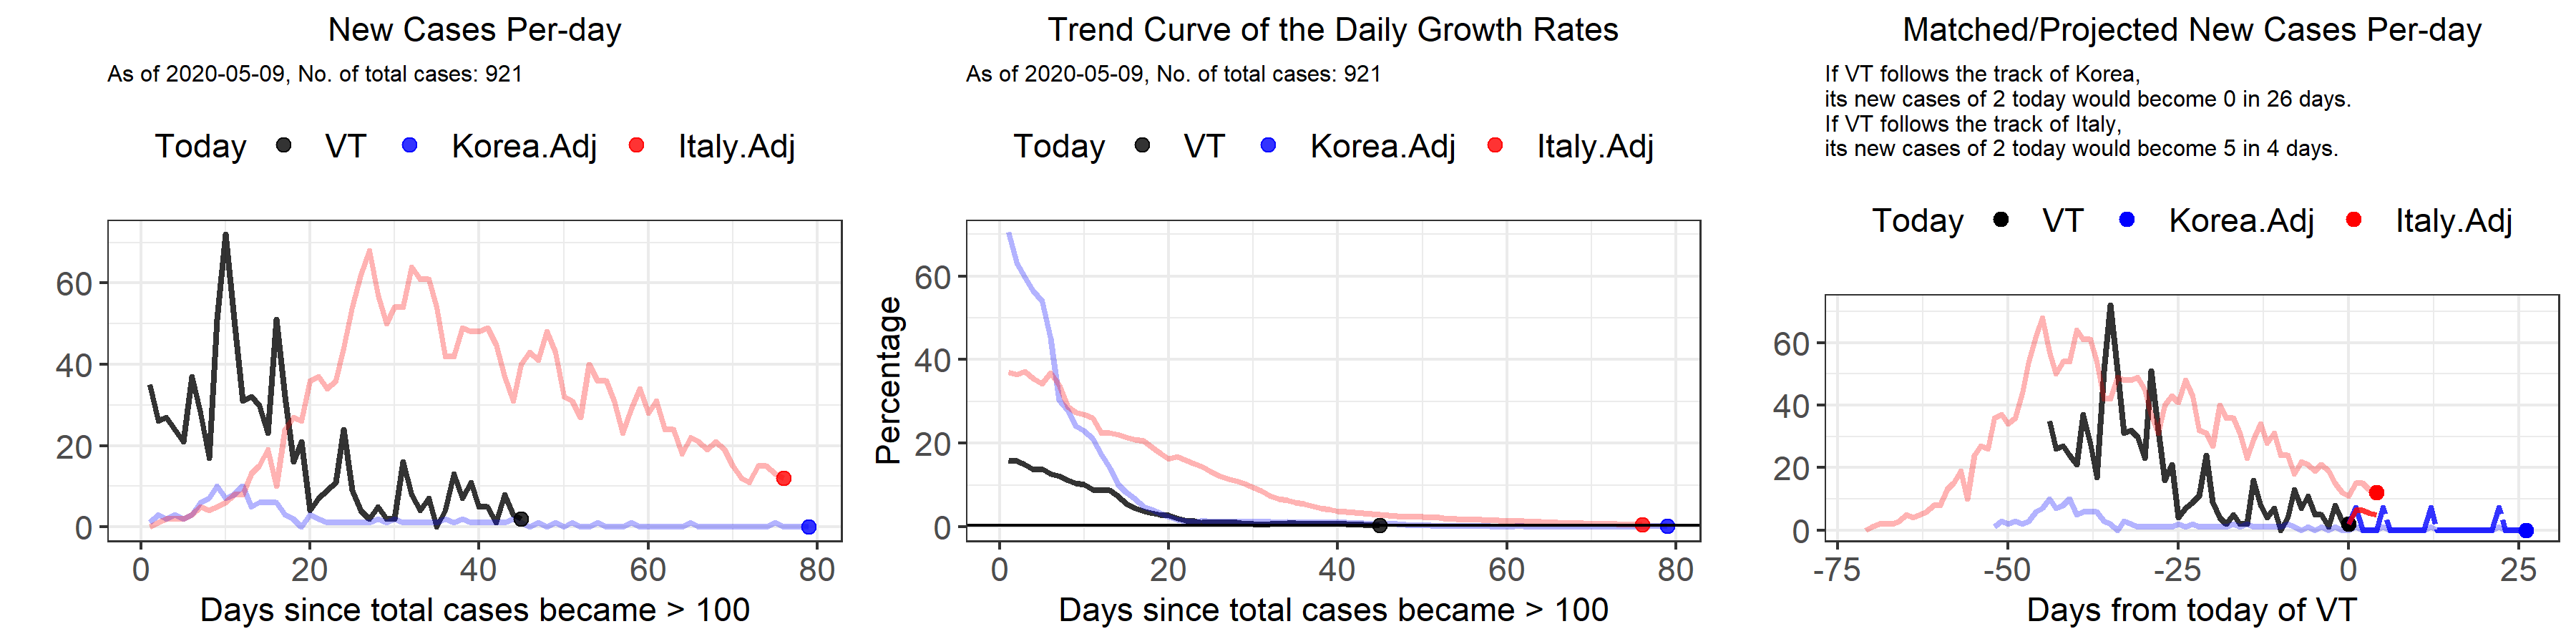 New Cases Per-day
As of 2020-05-09, No. of total cases: 921
Today VT Korea.Adj Italy.Adj
60
40
20
0
0 20 40 60 80
Days since total cases became > 100
Trend Curve of the Daily Growth Rates
As of 2020-05-09, No. of total cases: 921
Today VT Korea.Adj Italy.Adj
Percentage
60
40
20
0
0 20 40 60 80
Days since total cases became > 100
Matched/Projected New Cases Per-day
If VT follows the track of Korea,
its new cases of 2 today would become 0 in 26 days.
If VT follows the track of Italy,
its new cases of 2 today would become 5 in 4 days.
Today VT Korea.Adj Italy.Adj
60
40
20
0
-75 -50 -25 0 25
Days from today of VT